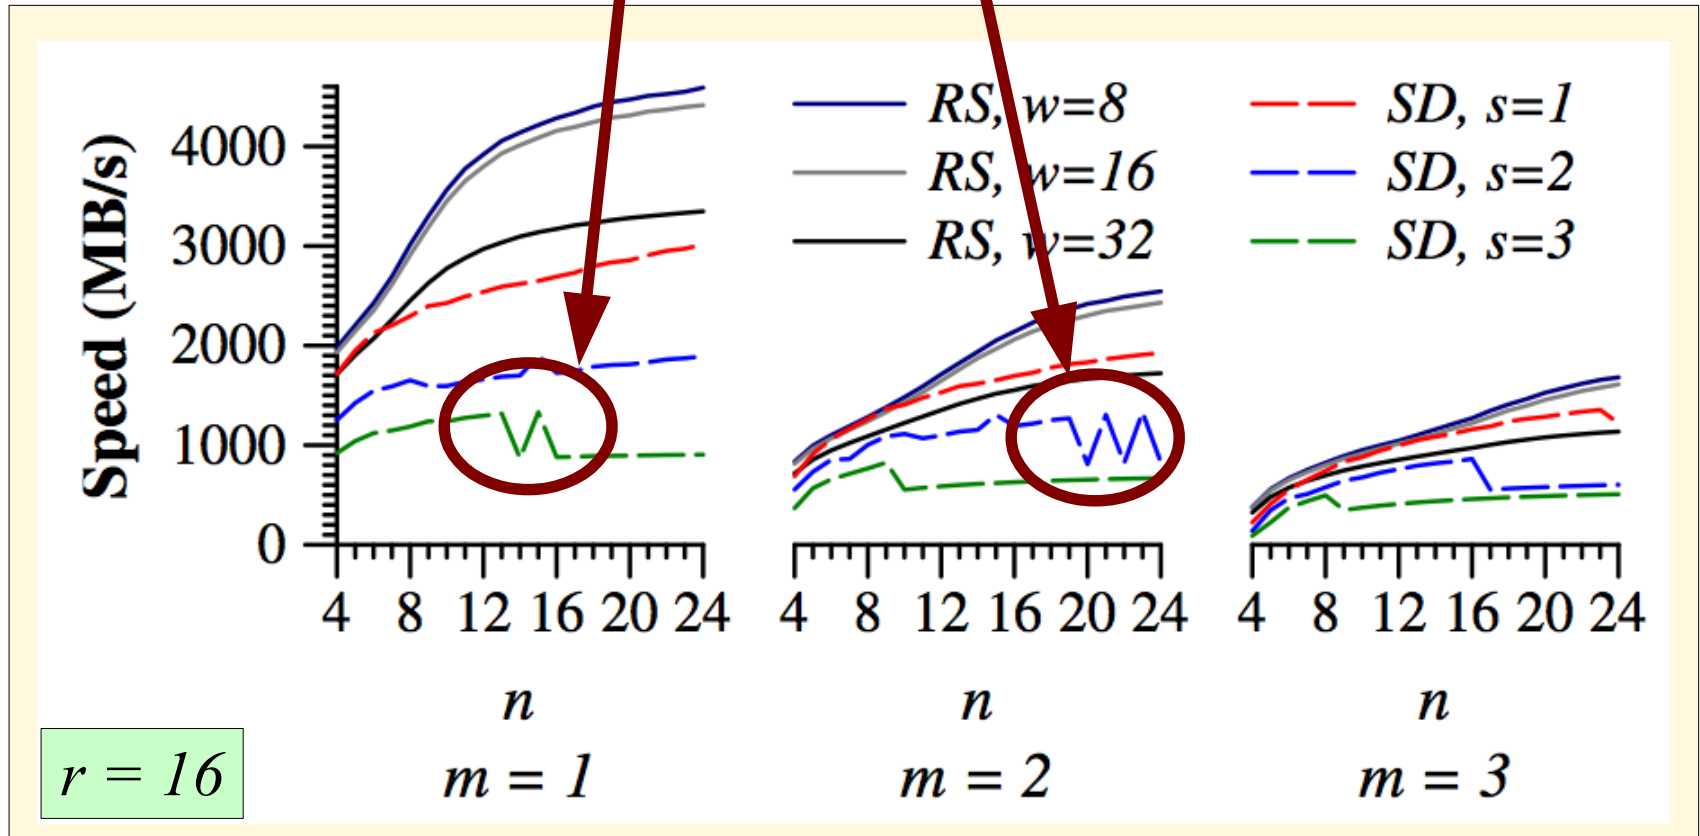 Speed (MB/s)
4000
3000
2000
1000
0
RS, w=8
RS, w=16
RS, w=32
SD, s=1
SD, s=2
SD, s=3
4 8 12 16 20 24
4 8 12 16 20 24
4 8 12 16 20 24
n
n
n
m = 1
m = 2
m = 3
r = 16